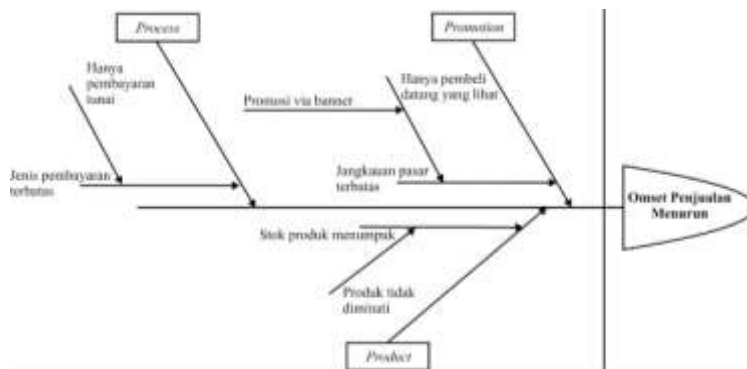 Process
Promotion
Hanya
pembayaran
tunai
Hanya pembeli
datang yang lihat
Promosi via banner
Jenis pembayaran
terbatas
Jangkauan pasar
terbatas
Omset Penjualan
Menurun
Stok produk menumpuk
Produk tidak
diminati
Product